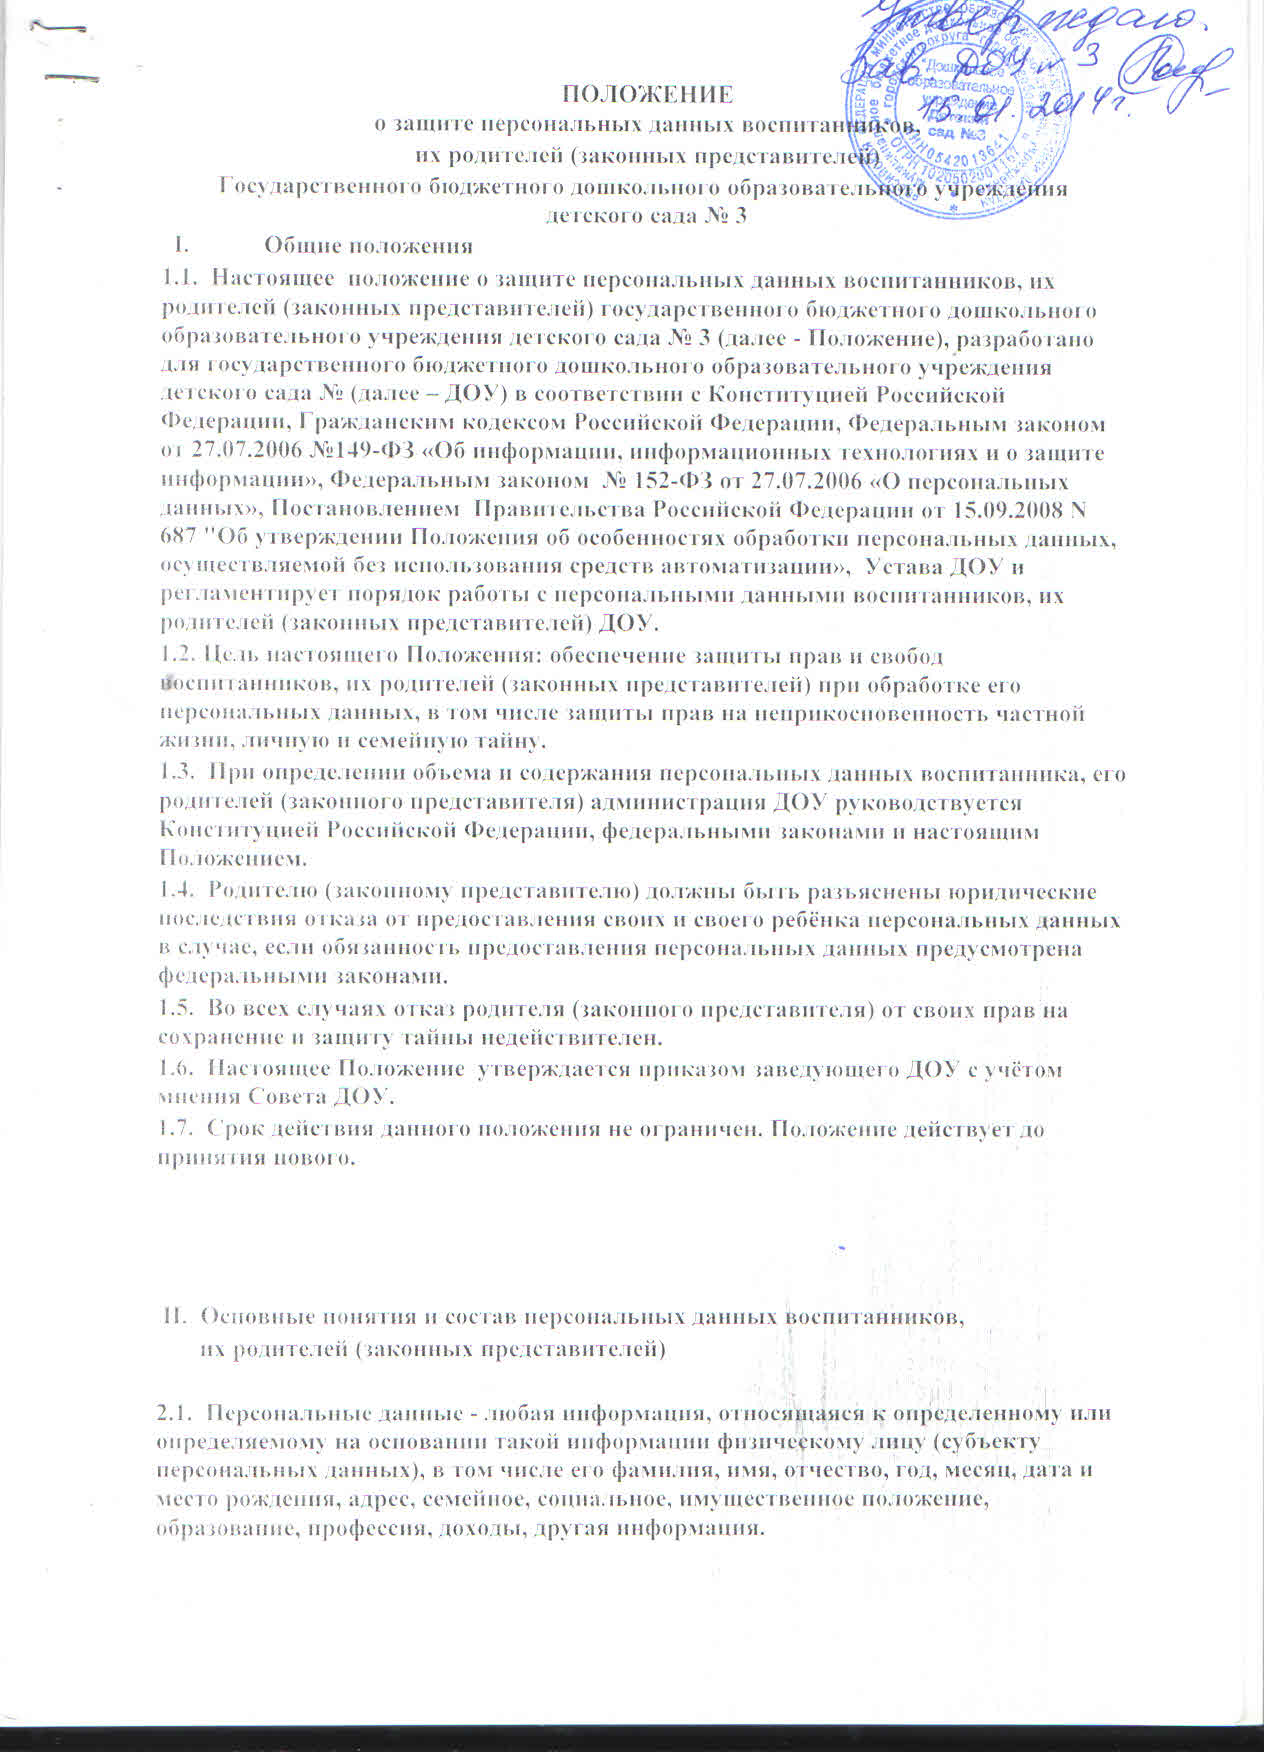 Утверждаю.
Зав. ДОУ № 3
13.01.2014г.
"Дошкольное
образовательное
учреждение
Детский
сад №3
ИНН0542013641
ПОЛОЖЕНИЕ
о защите персональных данных воспитанников,
их родителей (законных представителей)
Государственного бюджетного дошкольного образовательного учреждения
детского сада № 3
I. Общие положения
1.1. Настоящее положение о защите персональных данных воспитанников, их
родителей (законных представителей) государственного бюджетного дошкольного
образовательного учреждения детского сада № 3 (далее - Положение), разработано
для государственного бюджетного дошкольного образовательного учреждения
детского сада № (далее – ДОУ) в соответствии с Конституцией Российской
Федерации, Гражданским кодексом Российской Федерации, Федеральным законом
от 27.07.2006 №149-ФЗ «Об информации, информационных технологиях и о защите
информации», Федеральным законом № 152-ФЗ от 27.07.2006 «О персональных
данных», Постановлением Правительства Российской Федерации от 15.09.2008 N
687 "Об утверждении Положения об особенностях обработки персональных данных,
осуществляемой без использования средств автоматизации», Устава ДОУ и
регламентирует порядок работы с персональными данными воспитанников, их
родителей (законных представителей) ДОУ.
1.2. Цель настоящего Положения: обеспечение защиты прав и свобод
воспитанников, их родителей (законных представителей) при обработке его
персональных данных, в том числе защиты прав на неприкосновенность частной
жизни, личную и семейную тайну.
1.3. При определении объема и содержания персональных данных воспитанника, его
родителей (законного представителя) администрация ДОУ руководствуется
Конституцией Российской Федерации, федеральными законами и настоящим
Положением.
1.4. Родителю (законному представителю) должны быть разъяснены юридические
последствия отказа от предоставления своих и своего ребёнка персональных данных
в случае, если обязанность предоставления персональных данных предусмотрена
федеральными законами.
1.5. Во всех случаях отказ родителя (законного представителя) от своих прав на
сохранение и защиту тайны недействителен.
1.6. Настоящее Положение утверждается приказом заведующего ДОУ с учётом
мнения Совета ДОУ.
1.7. Срок действия данного положения не ограничен. Положение действует до
принятия нового.
II. Основные понятия и состав персональных данных воспитанников,
их родителей (законных представителей)
2.1. Персональные данные - любая информация, относящаяся к определенному или
определяемому на основании такой информации физическому лицу (субъекту
персональных данных), в том числе его фамилия, имя, отчество, год, месяц, дата и
место рождения, адрес, семейное, социальное, имущественное положение,
образование, профессия, доходы, другая информация.